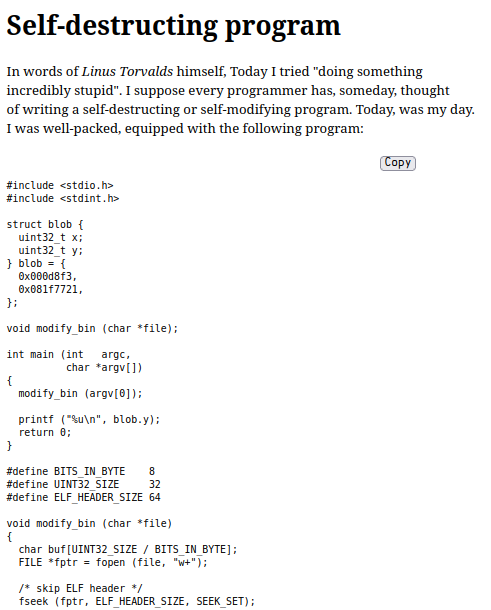 Self-destructing program
In words of Linus Torvalds himself, Today I tried "doing something
incredibly stupid". I suppose every programmer has, someday, thought
of writing a self-destructing or self-modifying program. Today, was my day.
I was well-packed, equipped with the following program:
Copy
#include <stdio.h>
#include <stdint.h>
struct blob {
  uint32_t x;
  uint32_t y;
} blob = {
  0x000d8f3,
  0x081f7721,
};
void modify_bin (char *file);
int main (int   argc,
          char *argv[])
{
  modify_bin (argv[0]);
  printf ("%u\n", blob.y);
  return 0;
}
#define BITS_IN_BYTE    8
#define UINT32_SIZE     32
#define ELF_HEADER_SIZE 64
void modify_bin (char *file)
{
  char buf[UINT32_SIZE / BITS_IN_BYTE];
  FILE *fptr = fopen (file, "w+");
  /* skip ELF header */
  fseek (fptr, ELF_HEADER_SIZE, SEEK_SET);